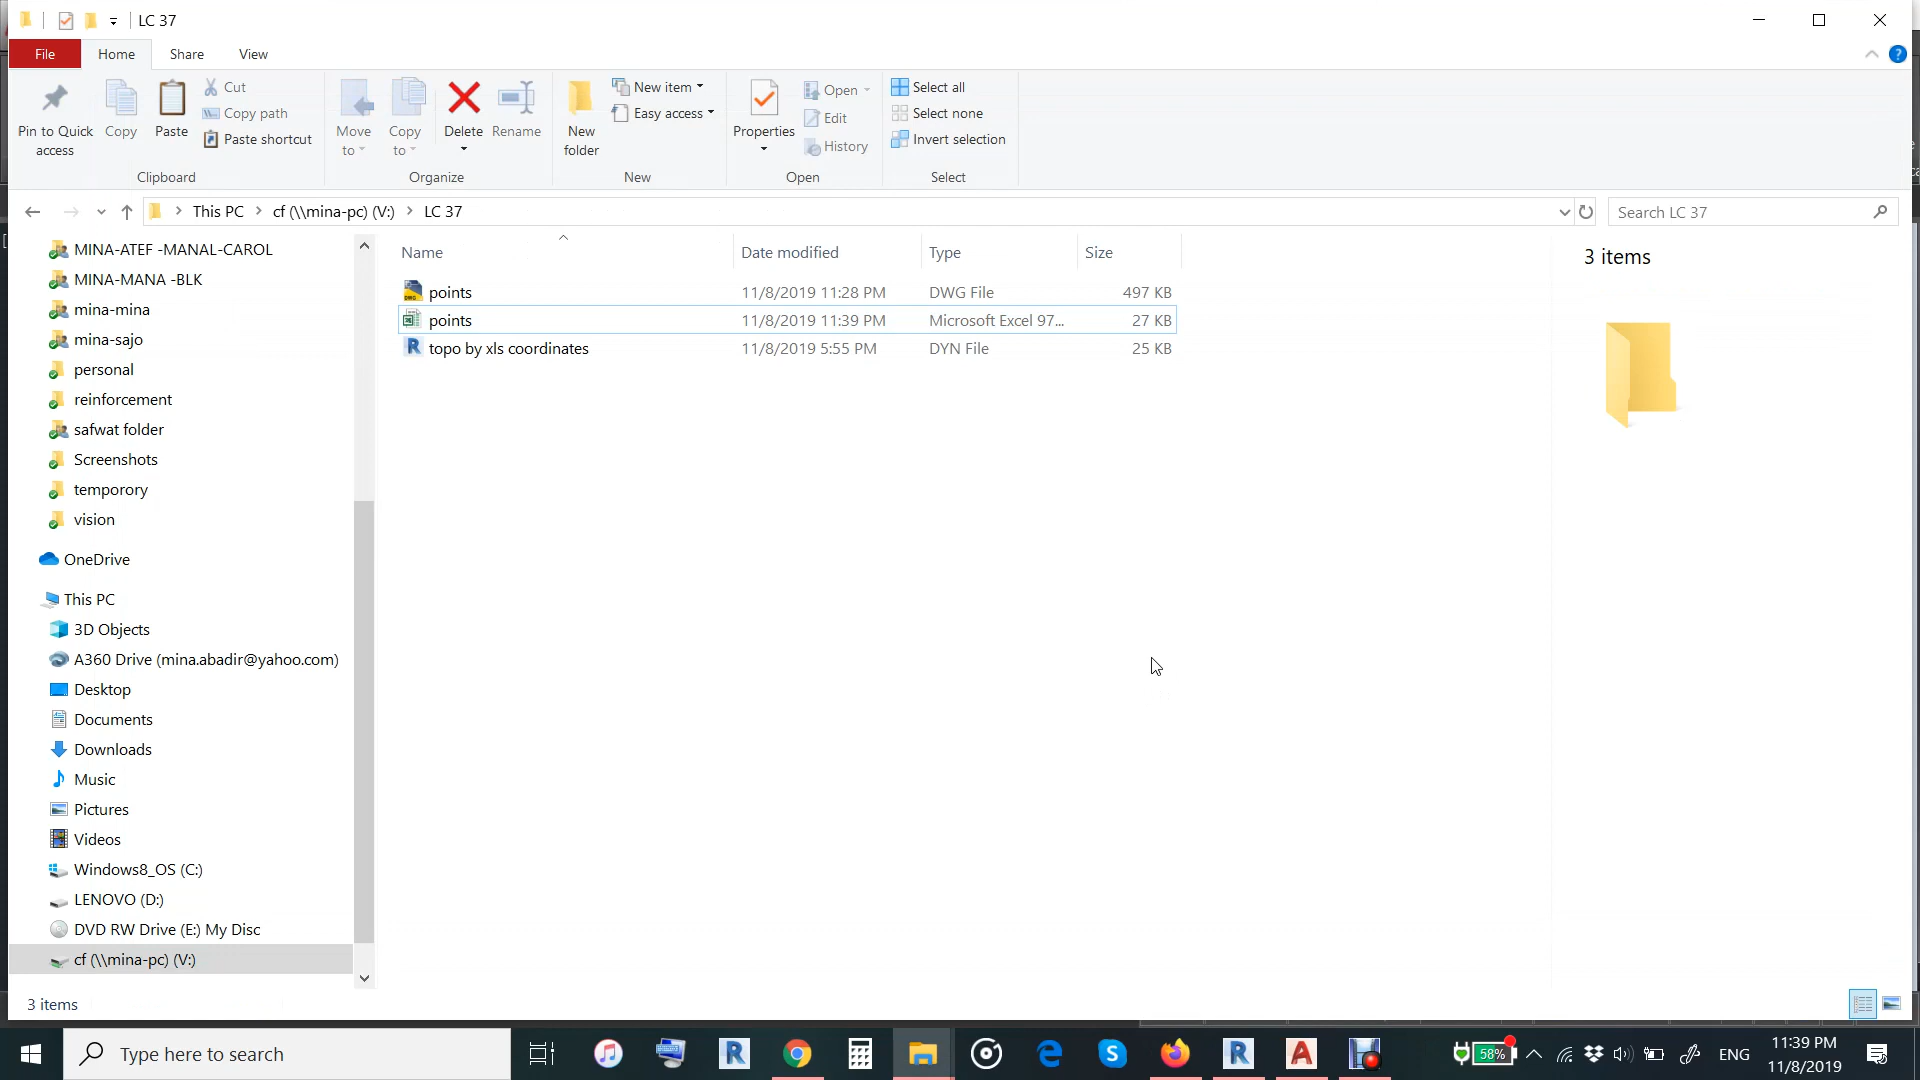 LC 37
File
Home
Share
View
Pin to Quick access
Copy
Paste
Cut
Copy path
Paste shortcut
Clipboard
Move to
Copy to
Delete
Rename
Organize
New folder
New item
Easy access
New
Properties
Open
Edit
History
Open
Select all
Select none
Invert selection
Select
This PC > cf (\\mina-pc) (V:) > LC 37
Search LC 37
MINA-ATEF -MANAL-CAROL
MINA-MANA -BLK
mina-mina
mina-sajo
personal
reinforcement
safwat folder
Screenshots
temporory
vision
OneDrive
This PC
3D Objects
A360 Drive (mina.abadir@yahoo.com)
Desktop
Documents
Downloads
Music
Pictures
Videos
Windows8_OS (C:)
LENOVO (D:)
DVD RW Drive (E:) My Disc
cf (\\mina-pc) (V:)
Name Date modified Type Size
points 11/8/2019 11:28 PM DWG File 497 KB
points 11/8/2019 11:39 PM Microsoft Excel 97... 27 KB
topo by xls coordinates 11/8/2019 5:55 PM DYN File 25 KB
3 items
3 items
Type here to search
58%
ENG
11:39 PM
11/8/2019